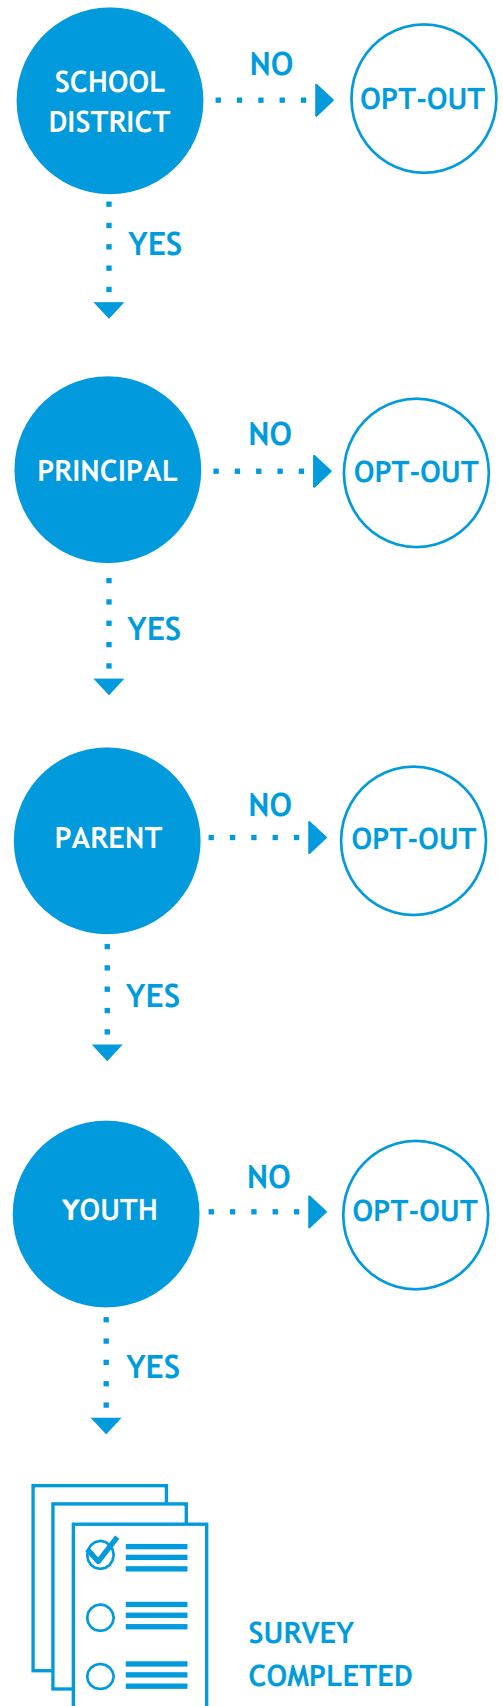 SCHOOL
DISTRICT
NO
OPT-OUT
YES
PRINCIPAL
NO
OPT-OUT
YES
PARENT
NO
OPT-OUT
YES
YOUTH
NO
OPT-OUT
YES
SURVEY
COMPLETED